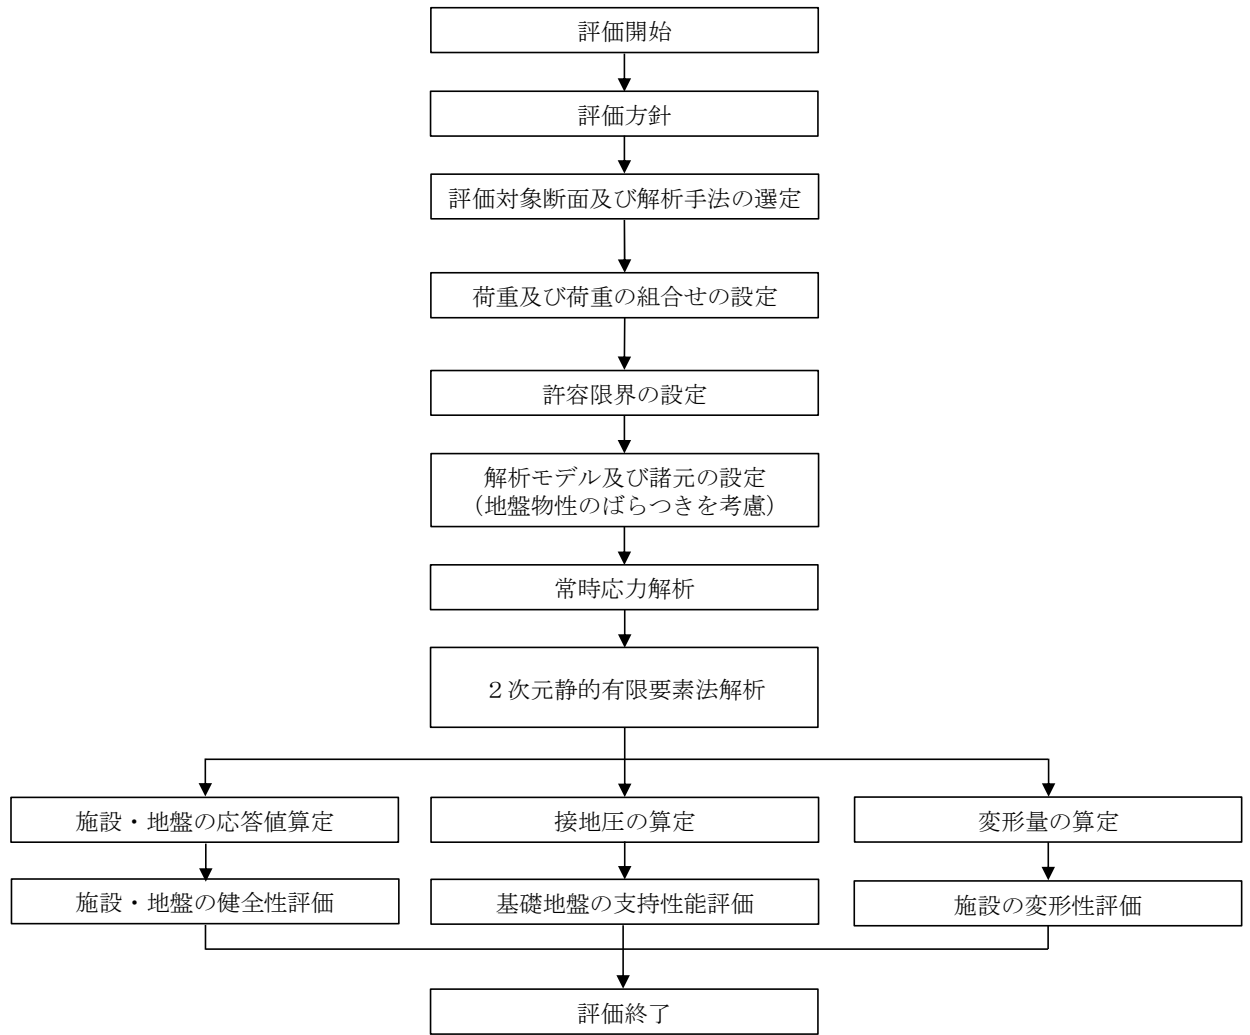 評価開始
評価方針
評価対象断面及び解析手法の選定
荷重及び荷重の組合せの設定
許容限界の設定
解析モデル及び諸元の設定
（地盤物性のばらつきを考慮）
常時応力解析
２次元静的有限要素法解析
施設・地盤の応答値算定
接地圧の算定
変形量の算定
施設・地盤の健全性評価
基礎地盤の支持性能評価
施設の変形性評価
評価終了